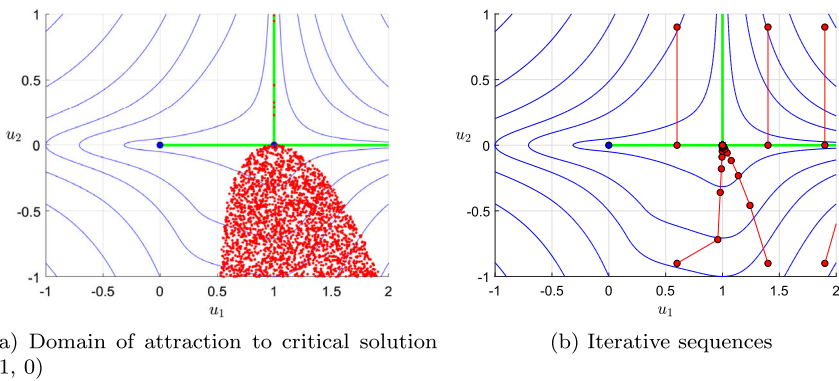 1
0.5
u2
0
-0.5
-1
-1 -0.5 0 0.5 1 1.5 2
u1
1
0.5
u2
0
-0.5
-1
-1 -0.5 0 0.5 1 1.5 2
u1
a) Domain of attraction to critical solution
1, 0)
(b) Iterative sequences